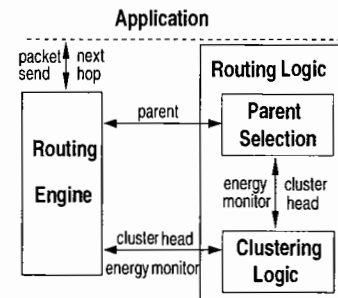 Application
packet next
send hop
Routing Logic
Routing
Engine
parent
Parent
Selection
energy cluster
monitor head
cluster head
energy monitor
Clustering
Logic